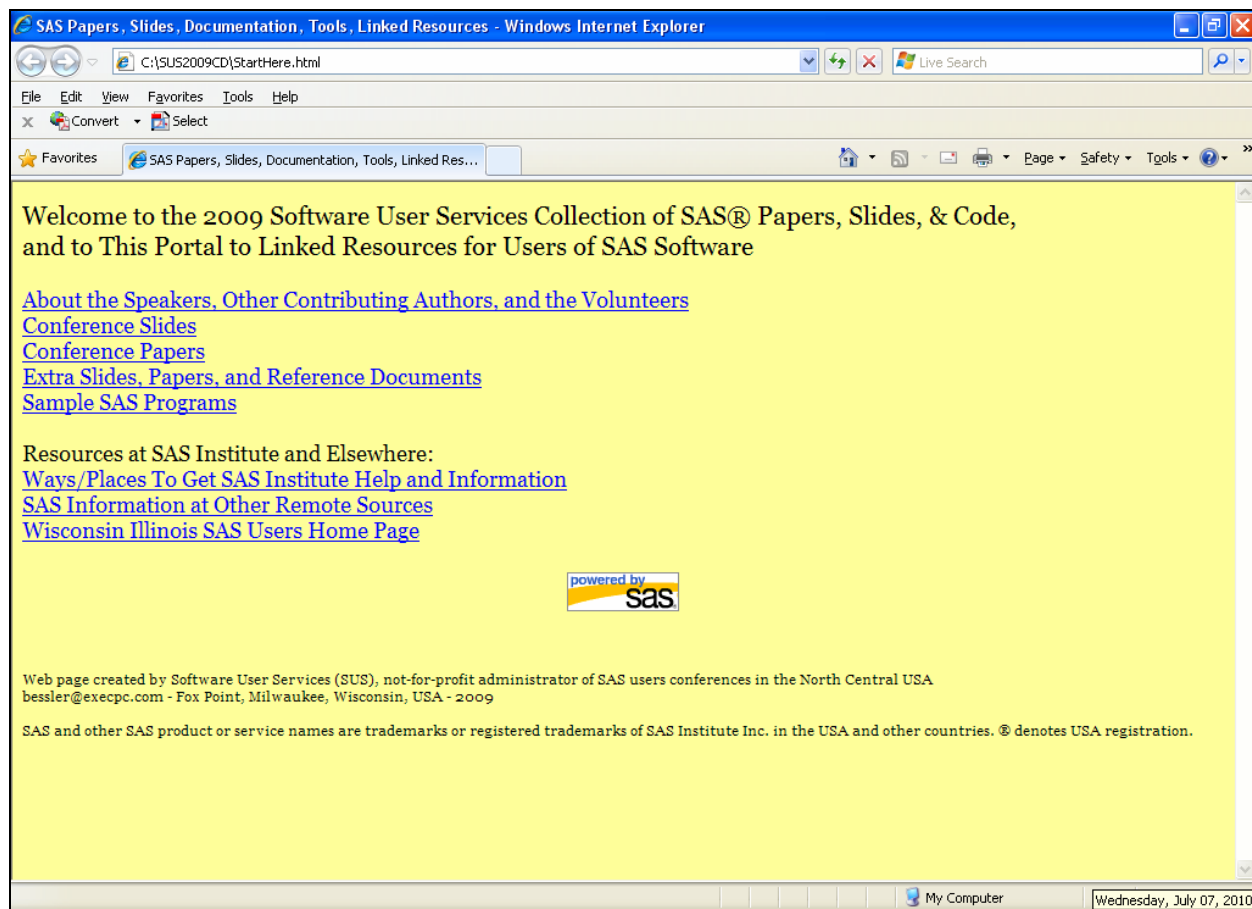 SAS Papers, Slides, Documentation, Tools, Linked Resources - Windows Internet Explorer
C:\SUS2009CD\StartHere.html
Live Search
File Edit View Favorites Tools Help
x Convert Select
Favorites SAS Papers, Slides, Documentation, Tools, Linked Res... Page Safety Tools »
Welcome to the 2009 Software User Services Collection of SAS® Papers, Slides, & Code,
and to This Portal to Linked Resources for Users of SAS Software
About the Speakers, Other Contributing Authors, and the Volunteers
Conference Slides
Conference Papers
Extra Slides, Papers, and Reference Documents
Sample SAS Programs
Resources at SAS Institute and Elsewhere:
Ways/Places To Get SAS Institute Help and Information
SAS Information at Other Remote Sources
Wisconsin Illinois SAS Users Home Page
powered by
sas®
Web page created by Software User Services (SUS), not-for-profit administrator of SAS users conferences in the North Central USA
bessler@execpc.com - Fox Point, Milwaukee, Wisconsin, USA - 2009
SAS and other SAS product or service names are trademarks or registered trademarks of SAS Institute Inc. in the USA and other countries. ® denotes USA registration.
My Computer
Wednesday, July 07, 2010